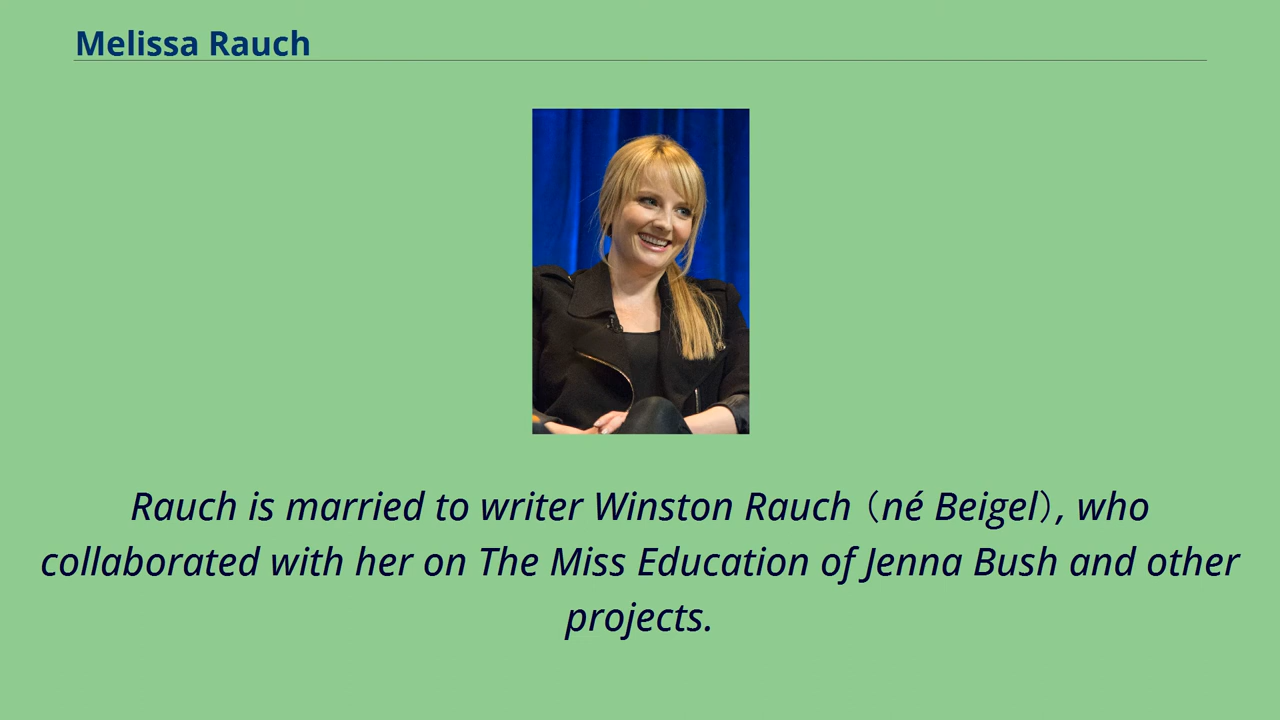 Melissa Rauch
Rauch is married to writer Winston Rauch（né Beigel）, who
collaborated with her on The Miss Education of Jenna Bush and other
projects.